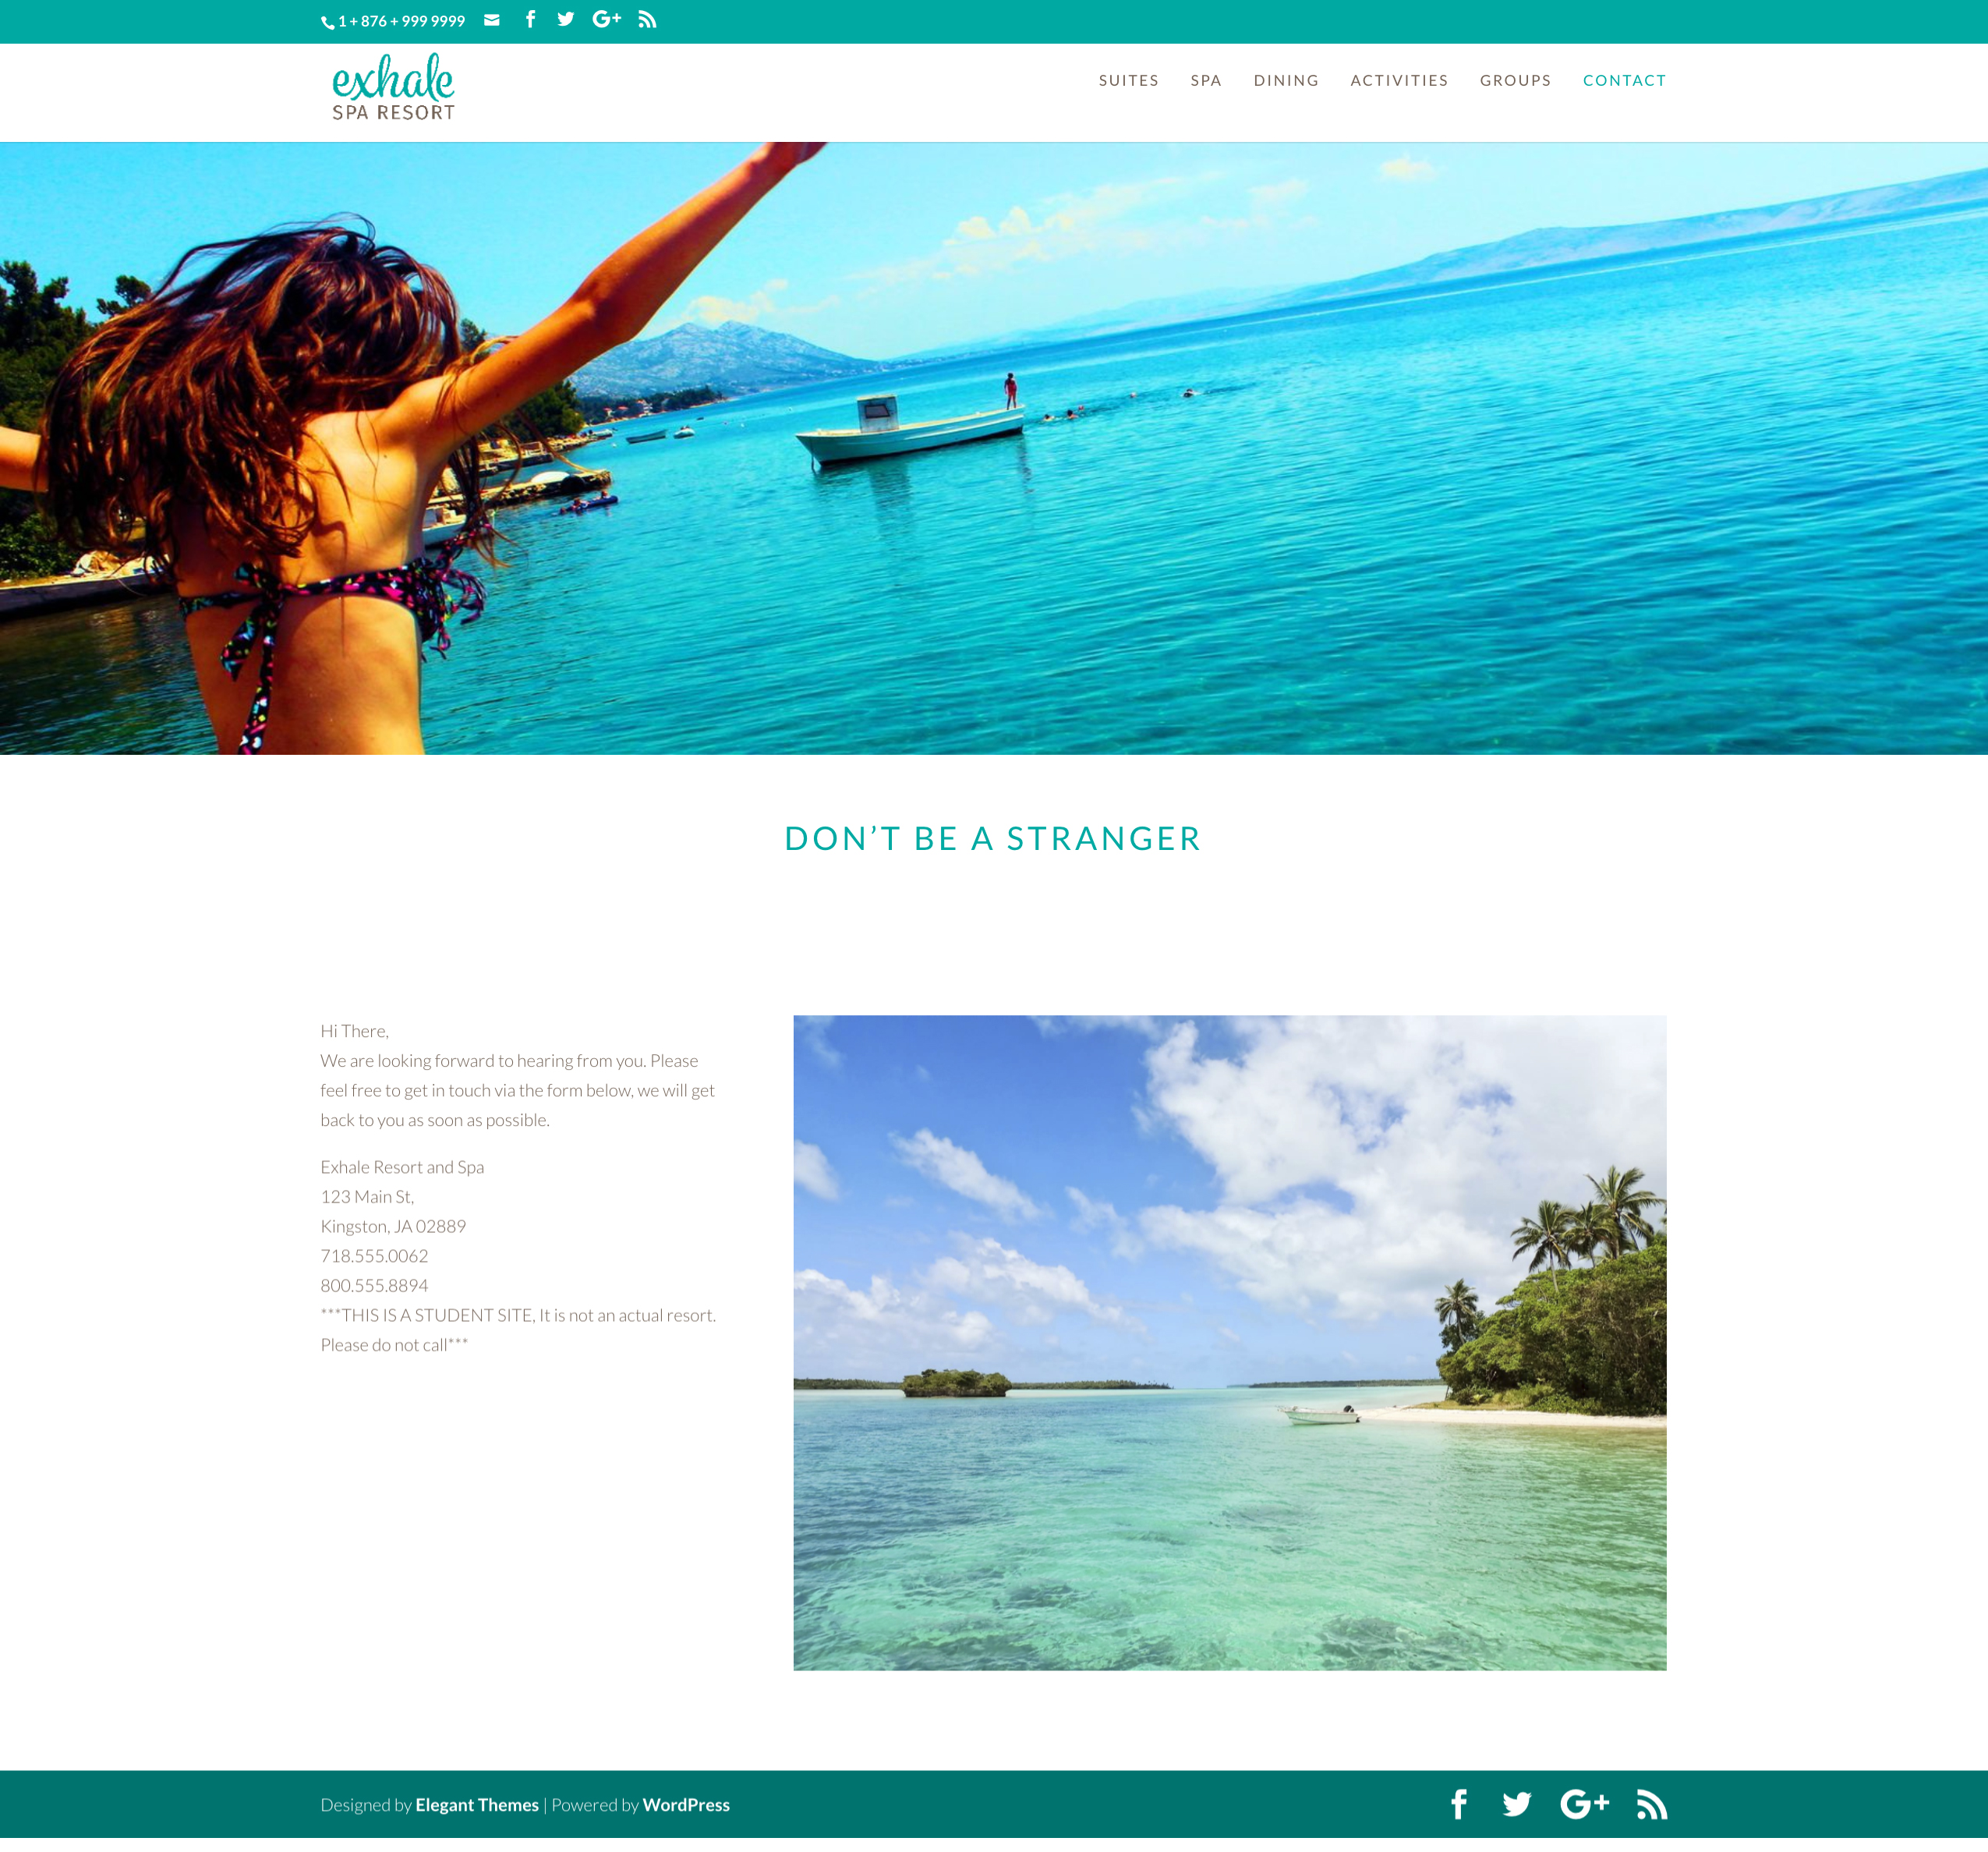 1 + 876 + 999 9999
exhale
SPA RESORT
SUITES SPA DINING ACTIVITIES GROUPS CONTACT
DON’T BE A STRANGER
Hi There,
We are looking forward to hearing from you. Please
feel free to get in touch via the form below, we will get
back to you as soon as possible.
Exhale Resort and Spa
123 Main St,
Kingston, JA 02889
718.555.0062
800.555.8894
***THIS IS A STUDENT SITE, It is not an actual resort.
Please do not call***
Designed by Elegant Themes | Powered by WordPress